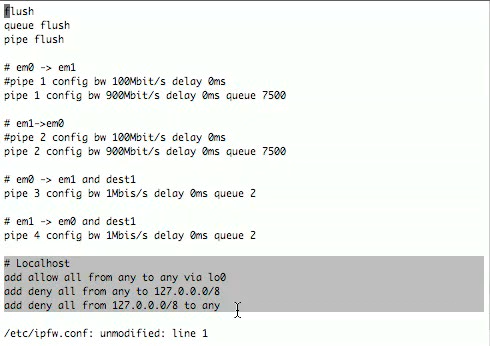 flush
queue flush
pipe flush
# em0 -> em1
#pipe 1 config bw 100Mbit/s delay 0ms
pipe 1 config bw 900Mbit/s delay 0ms queue 7500
# em1->em0
#pipe 2 config bw 100Mbit/s delay 0ms
pipe 2 config bw 900Mbit/s delay 0ms queue 7500
# em0 -> em1 and dest1
pipe 3 config bw 1Mbis/s delay 0ms queue 2
# em1 -> em0 and dest1
pipe 4 config bw 1Mbis/s delay 0ms queue 2
# Localhost
add allow all from any to any via lo0
add deny all from any to 127.0.0.0/8
add deny all from 127.0.0.0/8 to any
/etc/ipfw.conf: unmodified: line 1